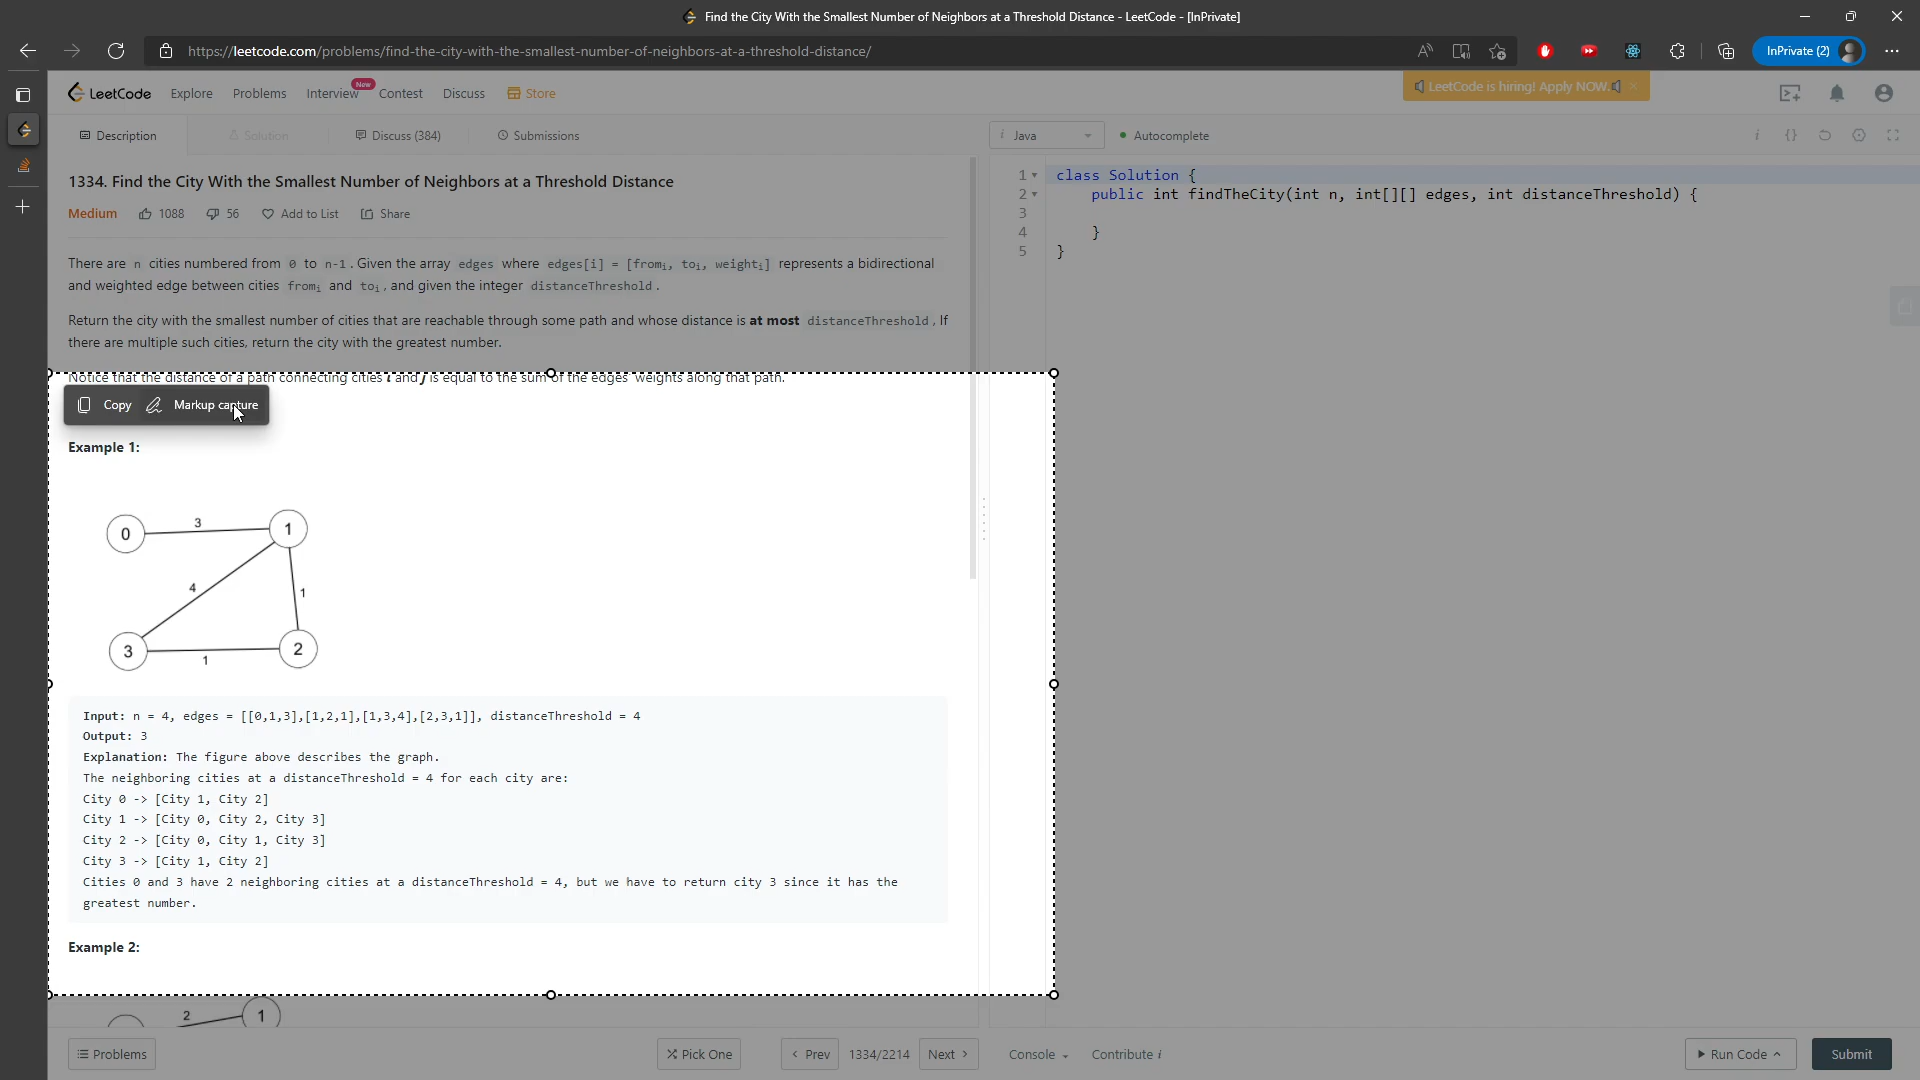 Find the City With the Smallest Number of Neighbors at a Threshold Distance - LeetCode - [InPrivate]
https://leetcode.com/problems/find-the-city-with-the-smallest-number-of-neighbors-at-a-threshold-distance/
InPrivate (2)
LeetCode Explore Problems Interview New Contest Discuss Store
LeetCode is hiring! Apply NOW.
Description Solution Discuss (384) Submissions
1334. Find the City With the Smallest Number of Neighbors at a Threshold Distance
Medium 1088 56 Add to List Share
There are n cities numbered from 0 to n-1. Given the array edges where edges[i] = [fromᵢ, toᵢ, weightᵢ] represents a bidirectional
and weighted edge between cities fromᵢ and toᵢ, and given the integer distanceThreshold.
Return the city with the smallest number of cities that are reachable through some path and whose distance is at most distanceThreshold, If
there are multiple such cities, return the city with the greatest number.
Notice that the distance of a path connecting cities i and j is equal to the sum of the edges' weights along that path.
Copy Markup capture
Example 1:
0 3 1
4 1
3 1 2
Input: n = 4, edges = [[0,1,3],[1,2,1],[1,3,4],[2,3,1]], distanceThreshold = 4
Output: 3
Explanation: The figure above describes the graph.
The neighboring cities at a distanceThreshold = 4 for each city are:
City 0 -> [City 1, City 2]
City 1 -> [City 0, City 2, City 3]
City 2 -> [City 0, City 1, City 3]
City 3 -> [City 1, City 2]
Cities 0 and 3 have 2 neighboring cities at a distanceThreshold = 4, but we have to return city 3 since it has the
greatest number.
Example 2:
2 1
i Java Autocomplete
1 class Solution {
2 public int findTheCity(int n, int[][] edges, int distanceThreshold) {
3
4 }
5 }
Problems Pick One < Prev 1334/2214 Next > Console Contribute i Run Code Submit